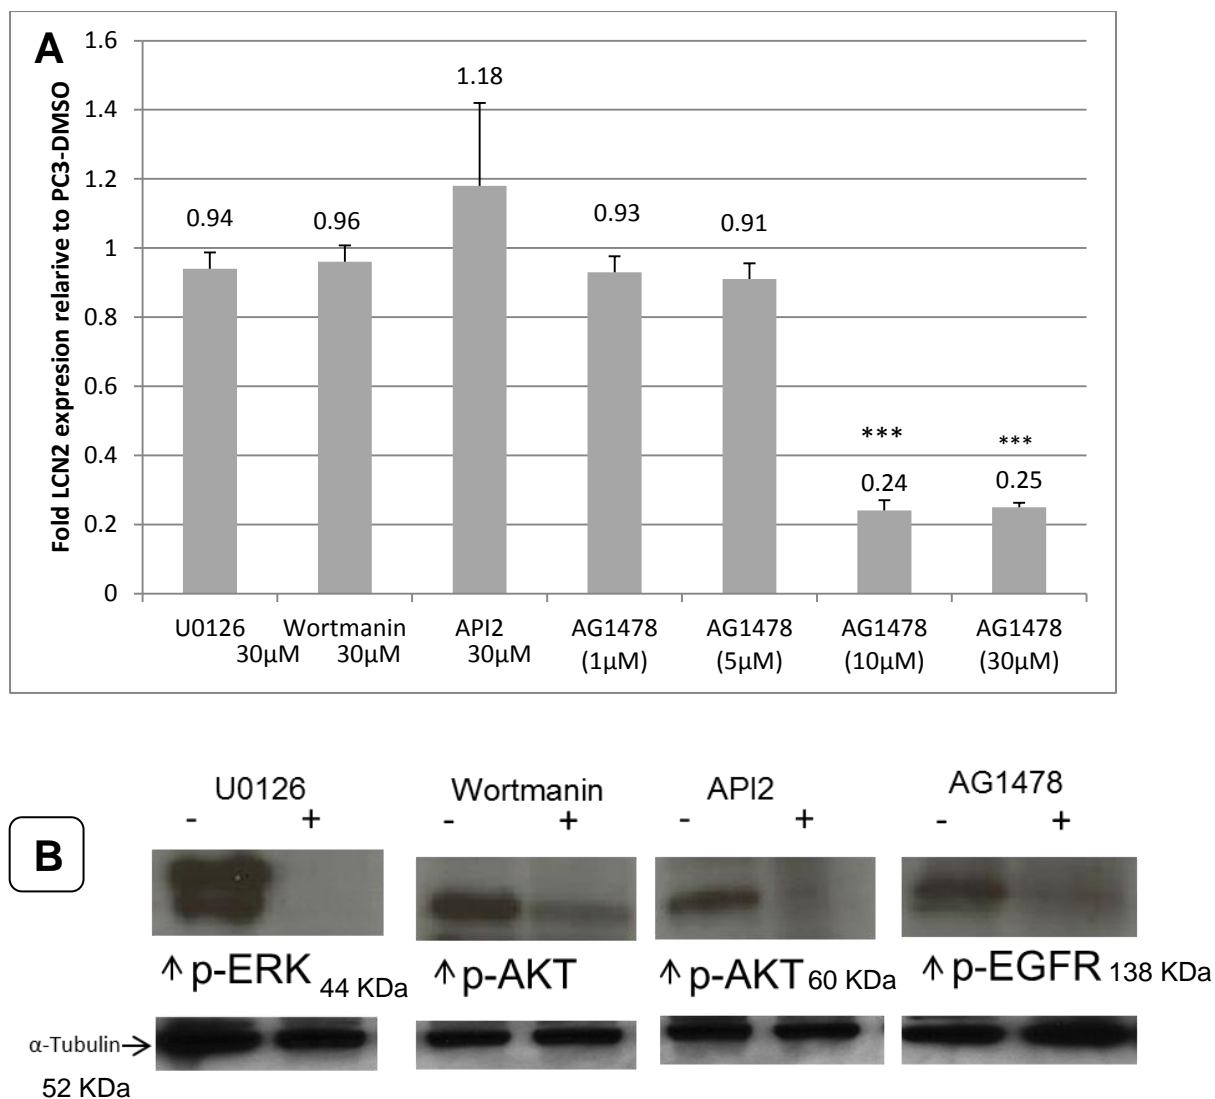 A
Fold LCN2 expresion relarive to PC3-DMSO
1.6
1.4
1.2
1
0.8
0.6
0.4
0.2
0
0.94
0.96
1.18
0.93
0.91
***
0.24
***
0.25
U0126 Wortmanin API2 AG1478 AG1478 AG1478 AG1478
30µM 30µM 30µM (1µM) (5µM) (10µM) (30µM)
B
U0126 Wortmanin API2 AG1478
- + - + - + - +
↑ p-ERK 44 KDa ↑ p-AKT ↑ p-AKT 60 KDa ↑ p-EGFR 138 KDa
α-Tubulin→
52 KDa